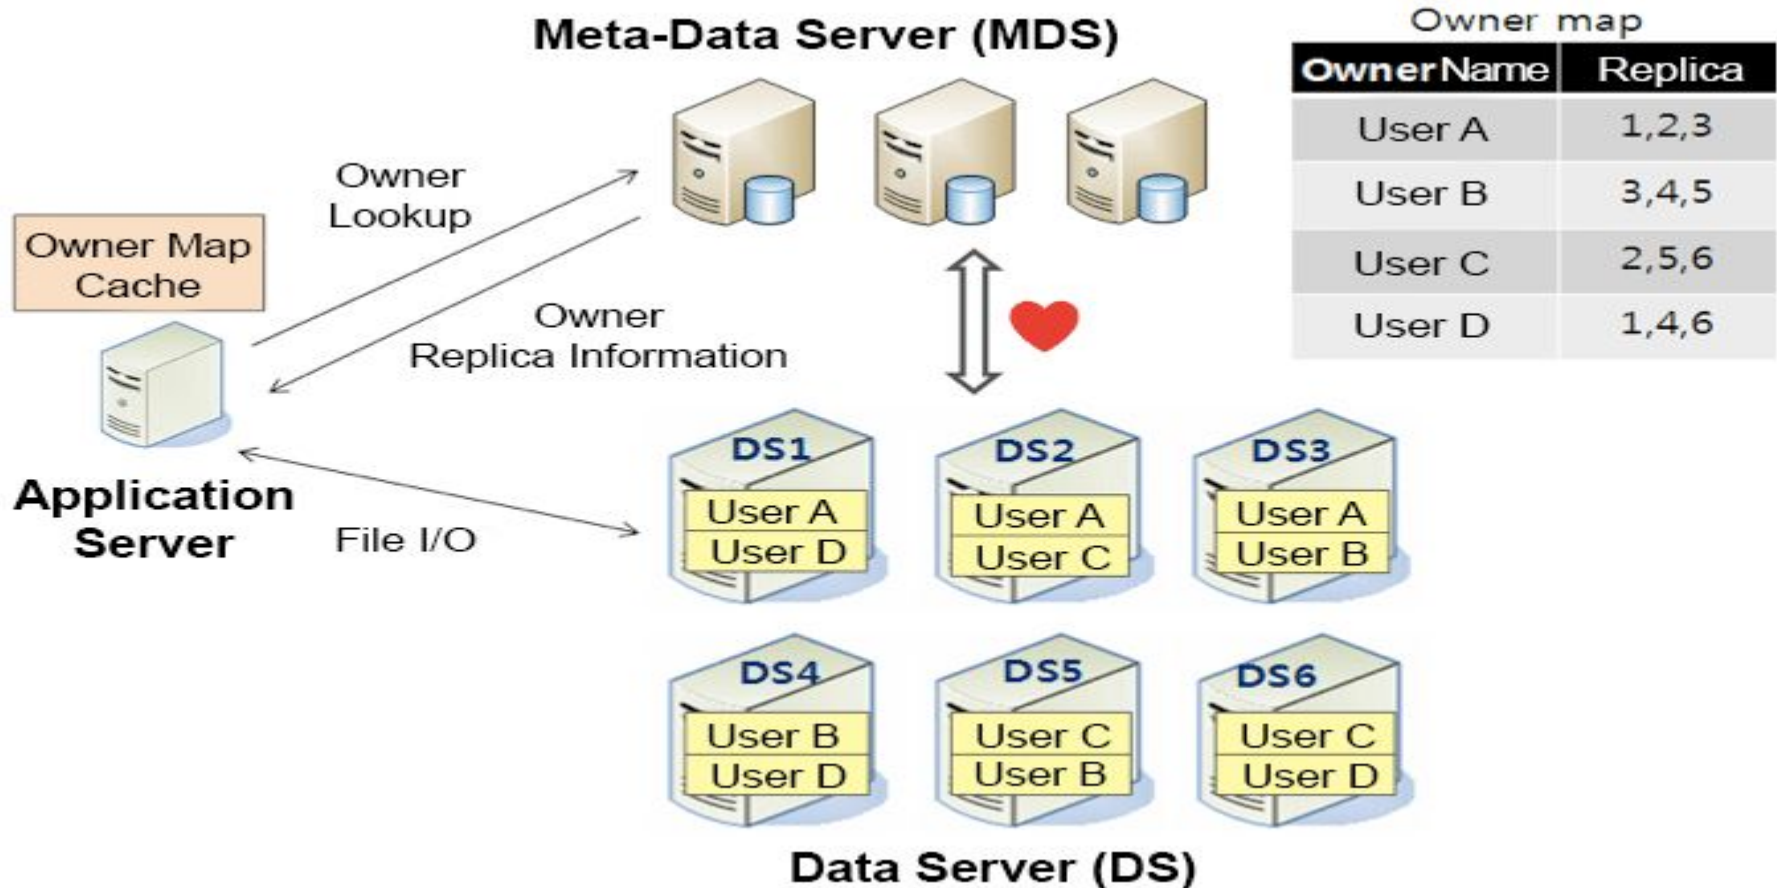 Meta-Data Server (MDS)
Owner map
Owner Name Replica
User A 1,2,3
User B 3,4,5
User C 2,5,6
User D 1,4,6
Owner
Lookup
Owner Map
Cache
Owner
Replica Information
Application
Server
File I/O
DS1
User A
User D
DS2
User A
User C
DS3
User A
User B
DS4
User B
User D
DS5
User C
User B
DS6
User C
User D
Data Server (DS)